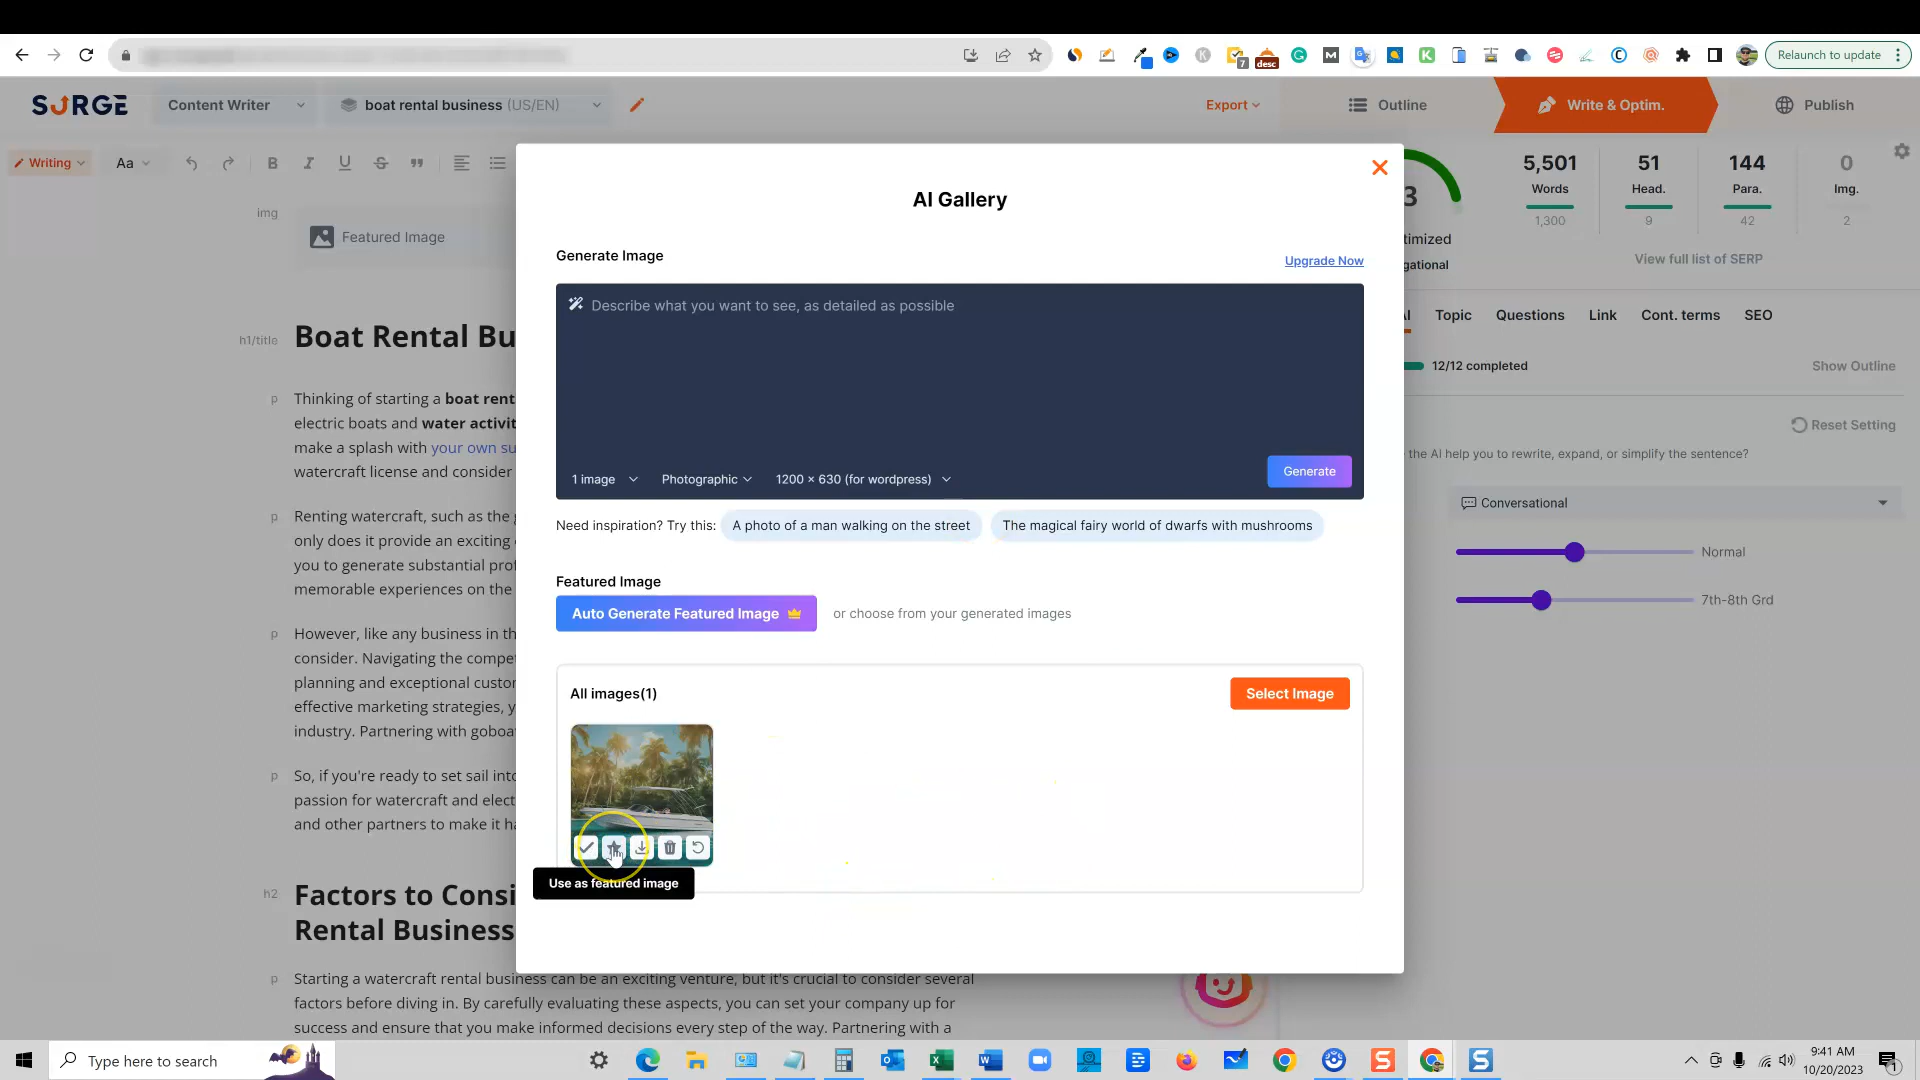 7
desc
Relaunch to update
SURGE
Content Writer
boat rental business (US/EN)
Export
Outline
Write & Optim.
Publish
Writing
Aa
B I U S
img
Featured Image
h1/title
Boat Rental Bu
p
Thinking of starting a boat rent
electric boats and water activit
make a splash with your own su
watercraft license and consider
p
Renting watercraft, such as the
only does it provide an exciting
you to generate substantial prof
memorable experiences on the
p
However, like any business in th
consider. Navigating the compet
planning and exceptional custo
effective marketing strategies, y
industry. Partnering with goboat
p
So, if you're ready to set sail into
passion for watercraft and elect
and other partners to make it ha
h2
Factors to Consi
Rental Business
p
Starting a watercraft rental business can be an exciting venture, but it's crucial to consider several
factors before diving in. By carefully evaluating these aspects, you can set your company up for
success and ensure that you make informed decisions every step of the way. Partnering with a
AI Gallery
Generate Image
Upgrade Now
Describe what you want to see, as detailed as possible
1 image
Photographic
1200 × 630 (for wordpress)
Generate
Need inspiration? Try this:
A photo of a man walking on the street
The magical fairy world of dwarfs with mushrooms
Featured Image
Auto Generate Featured Image
or choose from your generated images
All images(1)
Select Image
Use as featured image
3
timized
gational
5,501
Words
1,300
51
Head.
9
144
Para.
42
0
Img.
2
View full list of SERP
AI
Topic
Questions
Link
Cont. terms
SEO
12/12 completed
Show Outline
Reset Setting
the AI help you to rewrite, expand, or simplify the sentence?
Conversational
Normal
7th-8th Grd
Type here to search
9:41 AM
10/20/2023
1